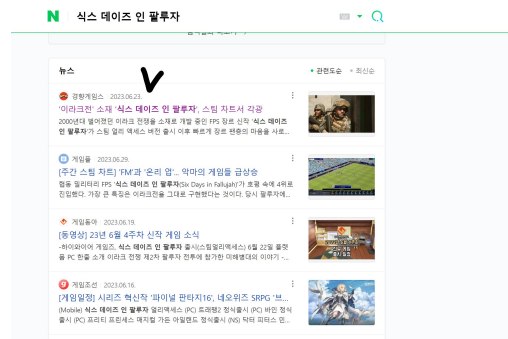 N 식스 데이즈 인 팔루자
뉴스
관련도순 최신순
경향게임스 2023.06.23.
'이라크전' 소재 '식스 데이즈 인 팔루자', 스팀 차트서 각광
2000년대 벌어졌던 이라크 전쟁을 소재로 개발 중인 FPS 장르 신작 '식스 데이즈
인 팔루자'가 스팀 얼리 액세스 버전 출시 이후 빠르게 장르 팬층의 마음을 사로...
게임플 2023.06.29.
[주간 스팀 차트] 'FM'과 '온리 업'... 악마의 게임들 급상승
협동 밀리터리 FPS '식스 데이즈 인 팔루자(Six Days in Fallujah)'가 호평 속에 4위로
진입했다. 가장 큰 특징은 이라크전을 그대로 구현했다는 것이다. 당시 팔루자에...
게임동아 2023.06.19.
[동영상] 23년 6월 4주차 신작 게임 소식
-하이와이어 게임즈, 식스 데이즈 인 팔루자 출시(스팀얼리액세스) 6월 22일 플랫
폼 PC 한줄 소개 이라크 전쟁 제2차 팔루자 전투에 참가한 미해병대의 이야기 -...
게임조선 2023.06.16.
[게임일정] 시리즈 혁신작 '파이널 판타지16', 네오위즈 SRPG '브...
(Mobile) 식스 데이즈 인 팔루자 얼리액세스 (PC) 트래팽2 정식출시 (PC) 바인 정식
출시 (PC) 프리티 프린세스 매지컬 가든 아일랜드 정식출시 (NS) 닥터 피터스 민...